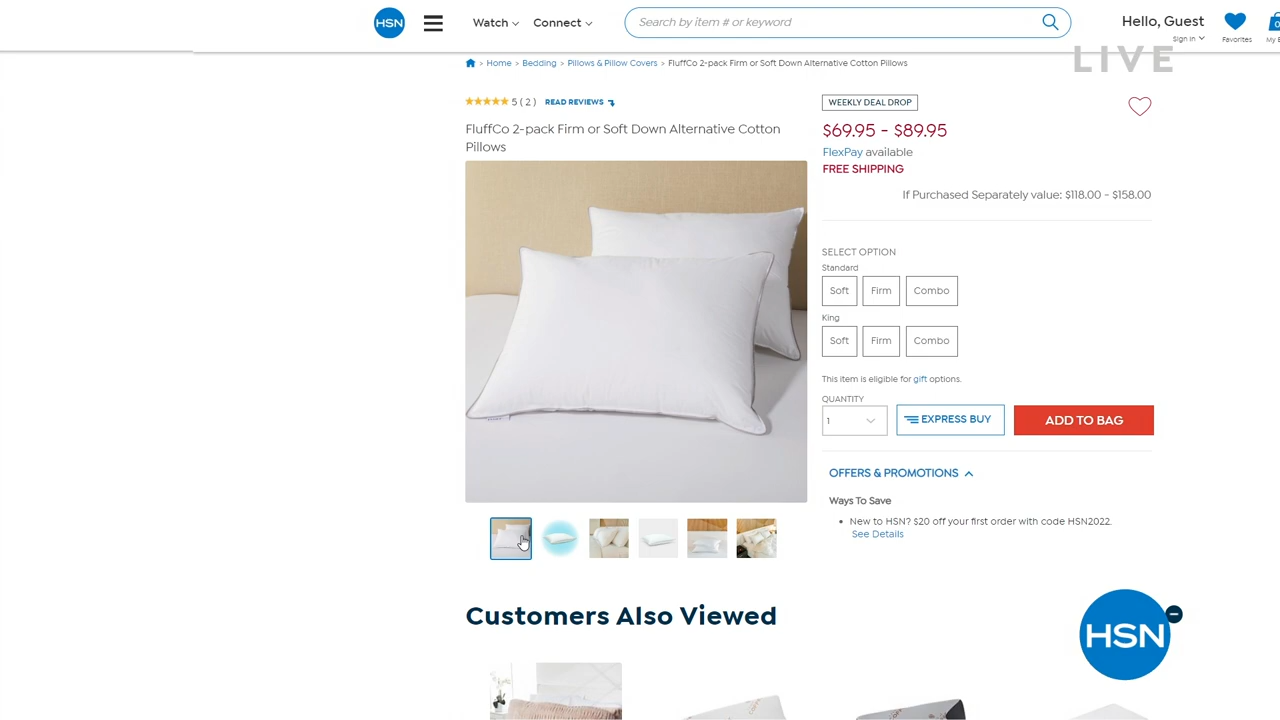 HSN
Watch
Connect
Search by item # or keyword
Hello, Guest
Sign In
Favorites
0
LIVE
> Home > Bedding > Pillows & Pillow Covers > FluffCo 2-pack Firm or Soft Down Alternative Cotton Pillows
5 ( 2 ) READ REVIEWS
FluffCo 2-pack Firm or Soft Down Alternative Cotton
Pillows
WEEKLY DEAL DROP
$69.95 - $89.95
FlexPay available
FREE SHIPPING
If Purchased Separately value: $118.00 - $158.00
SELECT OPTION
Standard
Soft
Firm
Combo
King
Soft
Firm
Combo
This item is eligible for gift options.
QUANTITY
1
EXPRESS BUY
ADD TO BAG
OFFERS & PROMOTIONS
Ways To Save
• New to HSN? $20 off your first order with code HSN2022.
See Details
Customers Also Viewed
HSN